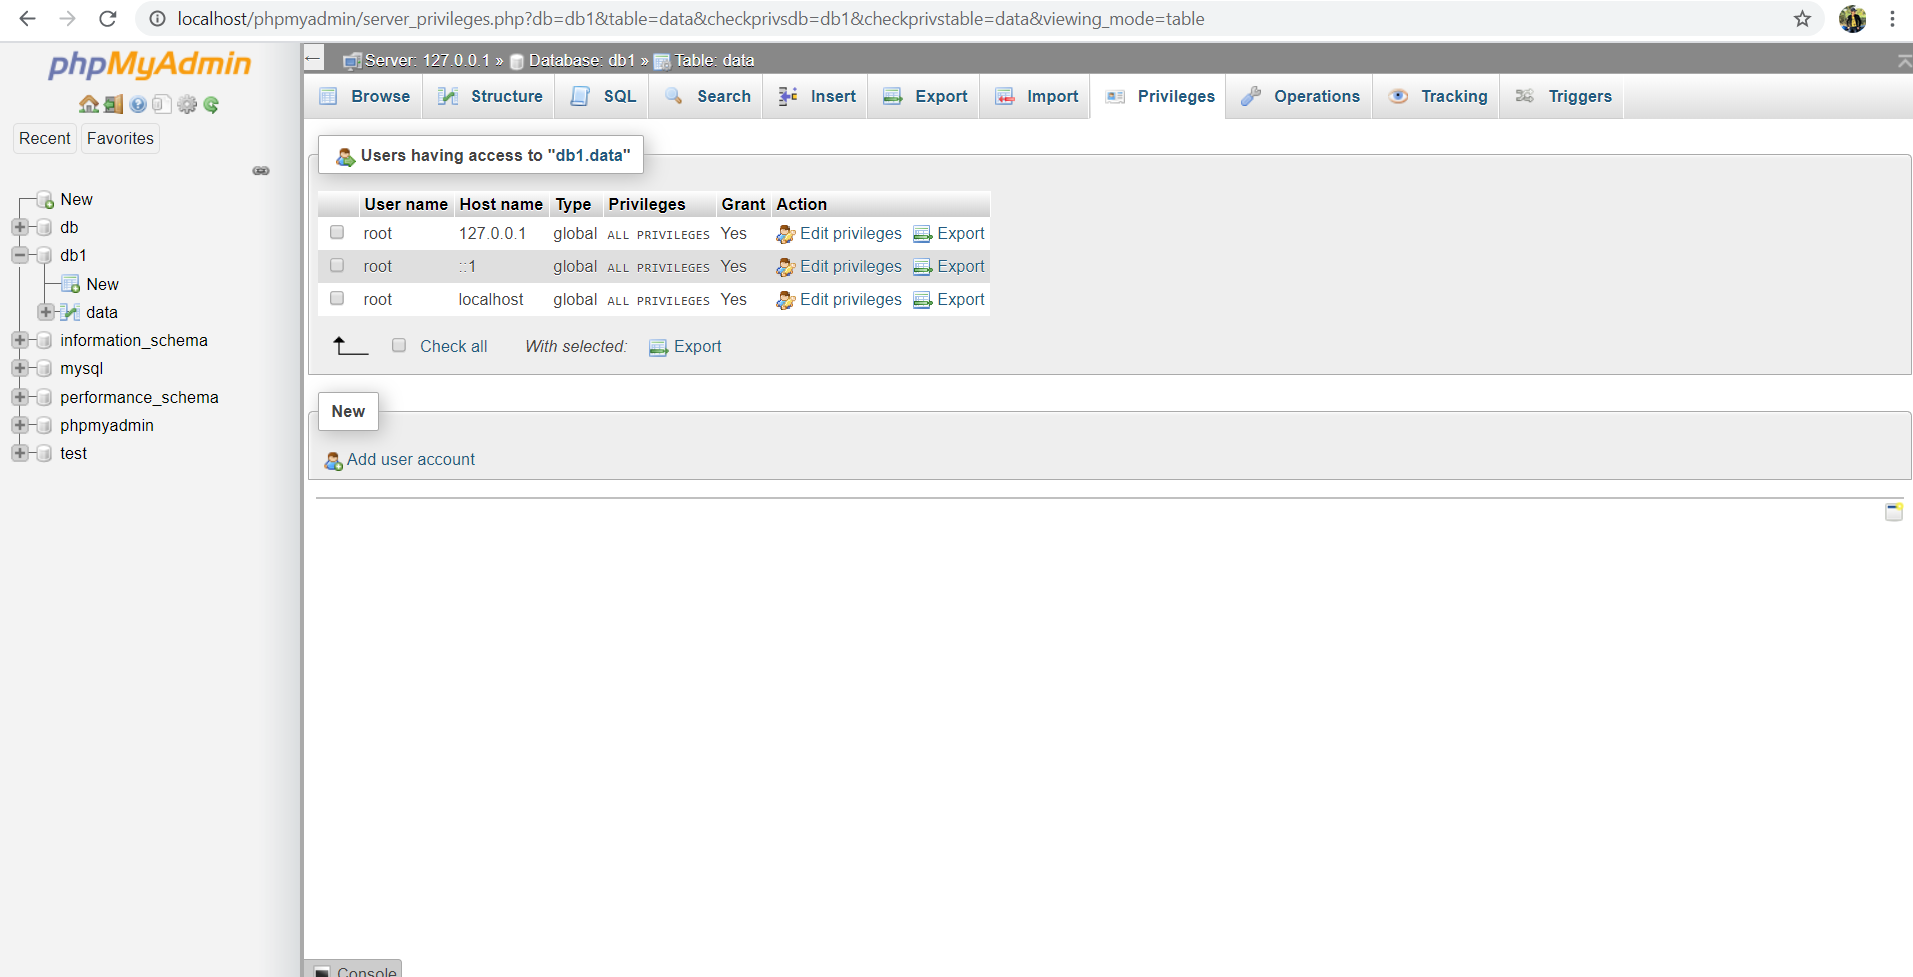 localhost/phpmyadmin/server_privileges.php?db=db1&table=data&checkprivsdb=db1&checkprivstable=data&viewing_mode=table
phpMyAdmin
Recent Favorites
New
db
db1
New
data
information_schema
mysql
performance_schema
phpmyadmin
test
Server: 127.0.0.1 » Database: db1 » Table: data
Browse Structure SQL Search Insert Export Import Privileges Operations Tracking Triggers
Users having access to "db1.data"
User name Host name Type Privileges Grant Action
root 127.0.0.1 global ALL PRIVILEGES Yes Edit privileges Export
root ::1 global ALL PRIVILEGES Yes Edit privileges Export
root localhost global ALL PRIVILEGES Yes Edit privileges Export
Check all With selected: Export
New
Add user account
Console